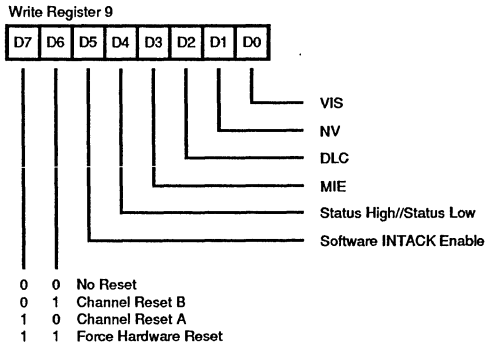 Write Register 9
D7 D6 D5 D4 D3 D2 D1 D0
VIS
NV
DLC
MIE
Status High//Status Low
Software INTACK Enable
0 0 No Reset
0 1 Channel Reset B
1 0 Channel Reset A
1 1 Force Hardware Reset